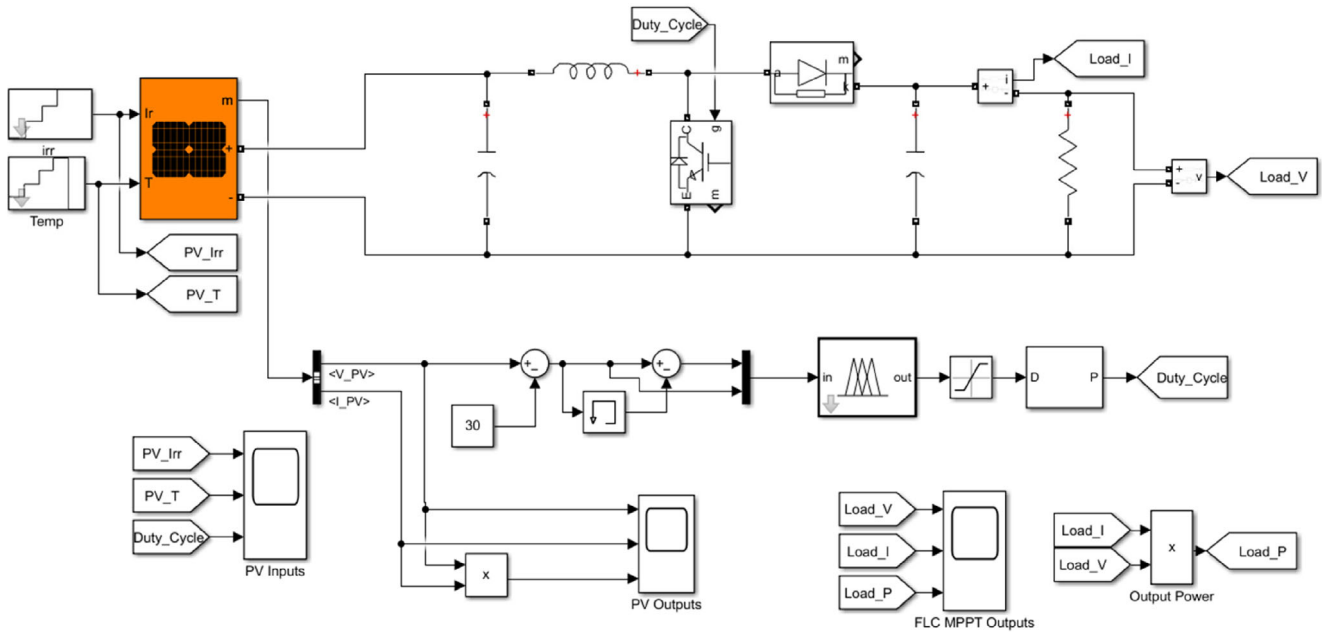 Duty_Cycle
m
a
k
i
+
-
Load_I
irr
Ir
m
+
T
-
Temp
C
g
E
m
+
-
v
Load_V
PV_Irr
PV_T
<V_PV>
<I_PV>
30
in
out
D
P
Duty_Cycle
PV_Irr
PV_T
Duty_Cycle
PV Inputs
x
PV Outputs
Load_V
Load_I
Load_P
FLC MPPT Outputs
Load_I
Load_V
x
Output Power
Load_P